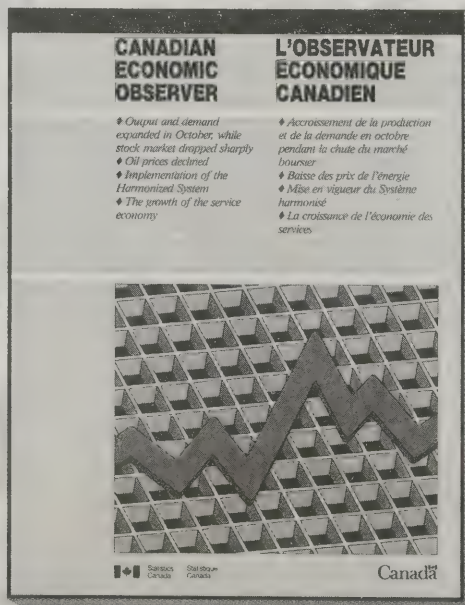 CANADIAN
ECONOMIC
OBSERVER
♦ Output and demand
expanded in October, while
stock market dropped sharply
♦ Oil prices declined
♦ Implementation of the
Harmonized System
♦ The growth of the service
economy
L'OBSERVATEUR
ÉCONOMIQUE
CANADIEN
♦ Accroissement de la production
et de la demande en octobre
pendant la chute du marché
boursier
♦ Baisse des prix de l'énergie
♦ Mise en vigueur du Système
harmonisé
♦ La croissance de l'économie des
services
Statistics
Canada
Statistique
Canada
Canada